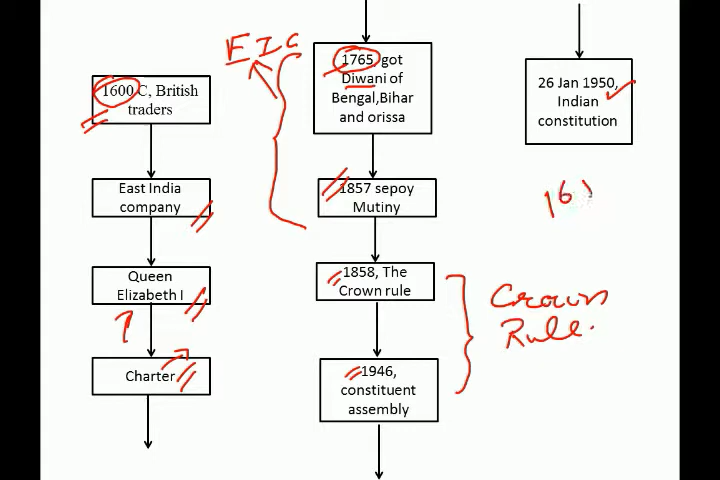 1600 C, British
traders
East India
company
Queen
Elizabeth I
Charter
EIC
1765, got
Diwani of
Bengal,Bihar
and orissa
1857 sepoy
Mutiny
1858, The
Crown rule
1946,
constituent
assembly
Crown
Rule.
26 Jan 1950,
Indian
constitution